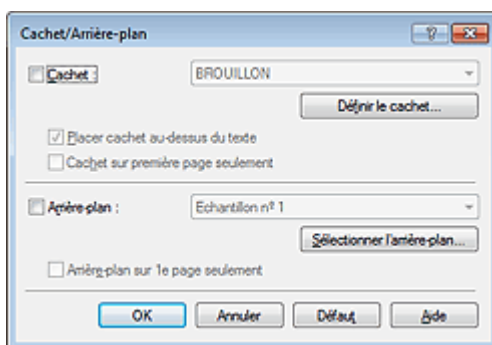 Cachet/Arrière-plan
Cachet : BROUILLON
Définir le cachet...
Placer cachet au-dessus du texte
Cachet sur première page seulement
Arrière-plan : Echantillon nº 1
Sélectionner l'arrière-plan...
Arrière-plan sur 1e page seulement
OK Annuler Défaut Aide